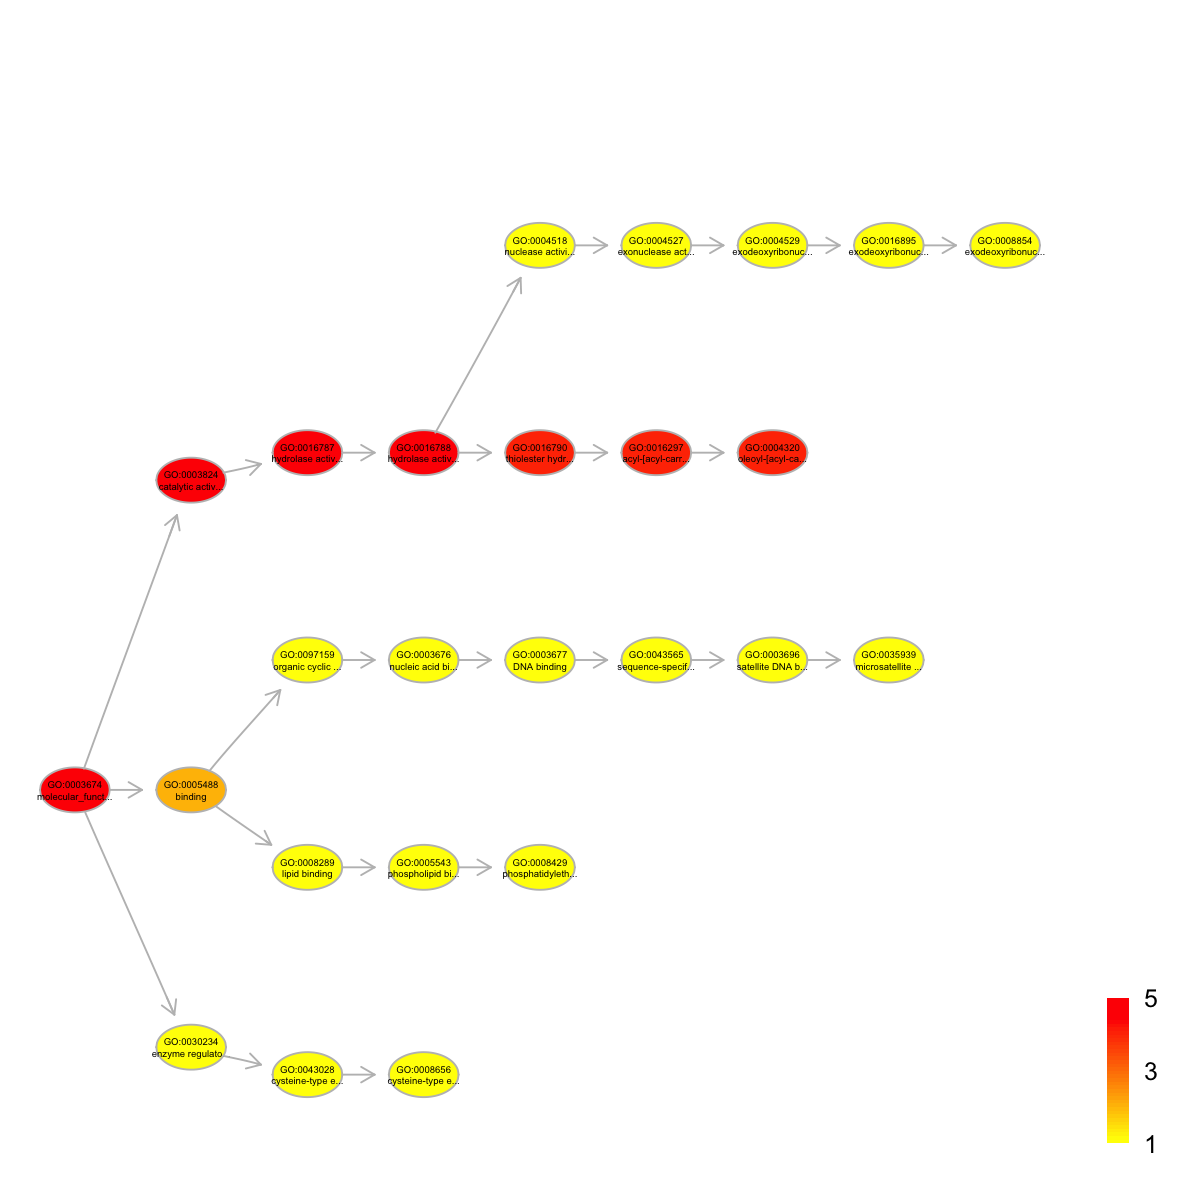 GO:0004518
nuclease activi...
GO:0004527
exonuclease act...
GO:0004529
exodeoxyribonuc...
GO:0016895
exodeoxyribonuc...
GO:0008854
exodeoxyribonuc...
GO:0003824
catalytic activ...
GO:0016787
hydrolase activ...
GO:0016788
hydrolase activ...
GO:0016790
thiolester hydr...
GO:0016297
acyl-[acyl-carr...
GO:0004320
oleoyl-[acyl-ca...
GO:0097159
organic cyclic ...
GO:0003676
nucleic acid bi...
GO:0003677
DNA binding
GO:0043565
sequence-specif...
GO:0003696
satellite DNA b...
GO:0035939
microsatellite ...
GO:0003674
molecular_funct...
GO:0005488
binding
GO:0008289
lipid binding
GO:0005543
phospholipid bi...
GO:0008429
phosphatidyleth...
GO:0030234
enzyme regulato...
GO:0043028
cysteine-type e...
GO:0008656
cysteine-type e...
5
3
1